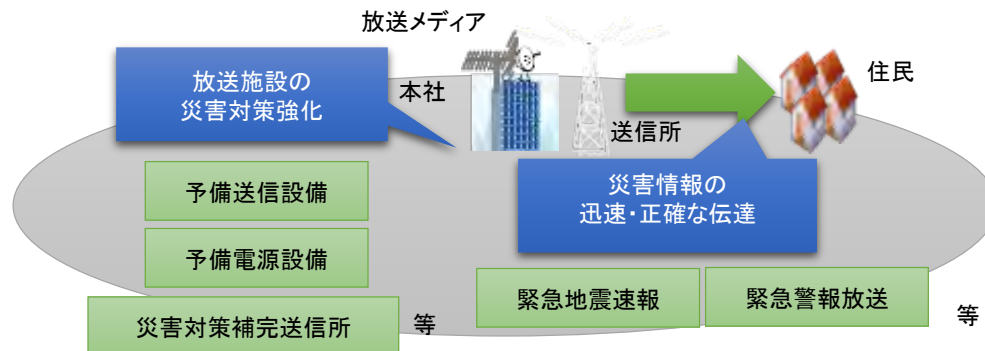 放送メディア
放送施設の
災害対策強化
本社
送信所
住民
災害情報の
迅速・正確な伝達
予備送信設備
予備電源設備
災害対策補完送信所
等
緊急地震速報
緊急警報放送
等